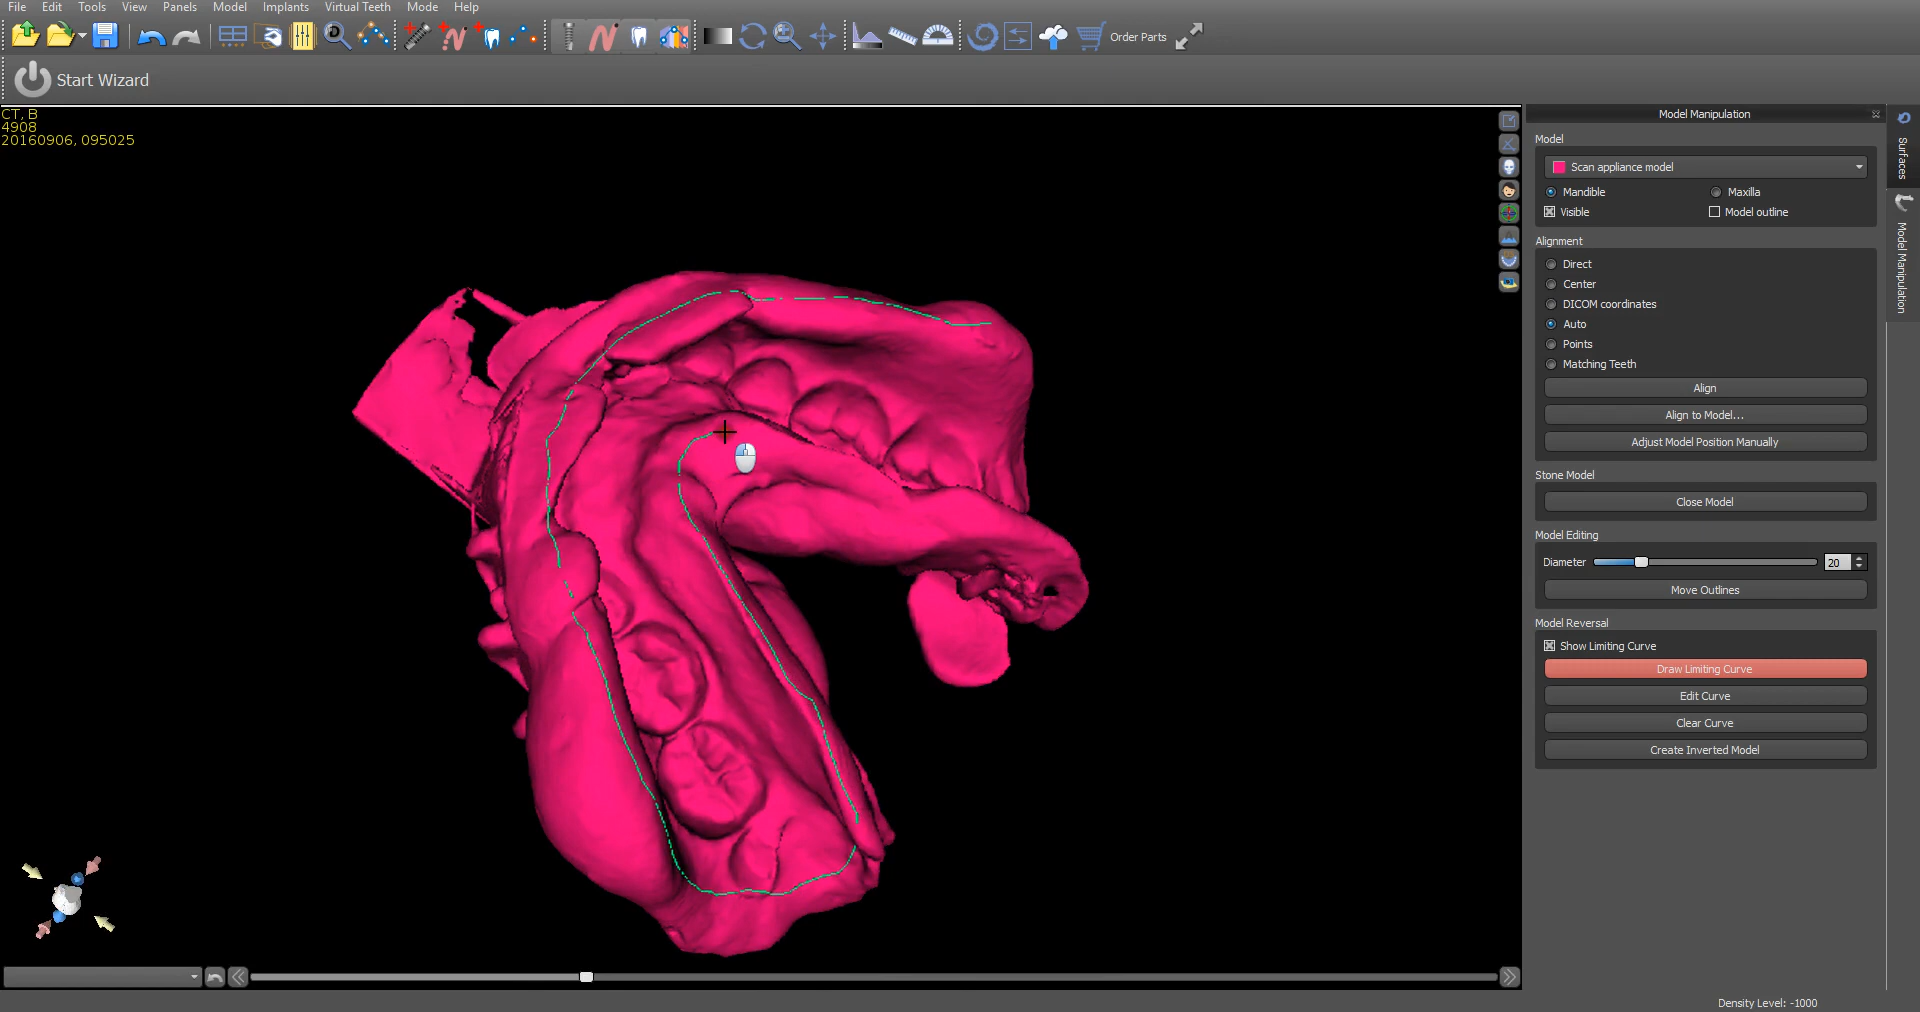 File Edit Tools View Panels Model Implants Virtual Teeth Mode Help
Order Parts
Start Wizard
CT, B
4908
20160906, 095025
Model Manipulation
Model
Scan appliance model
Mandible Maxilla
Visible Model outline
Alignment
Direct
Center
DICOM coordinates
Auto
Points
Matching Teeth
Align
Align to Model...
Adjust Model Position Manually
Stone Model
Close Model
Model Editing
Diameter 20
Move Outlines
Model Reversal
Show Limiting Curve
Draw Limiting Curve
Edit Curve
Clear Curve
Create Inverted Model
Surfaces
Model Manipulation
Density Level: -1000